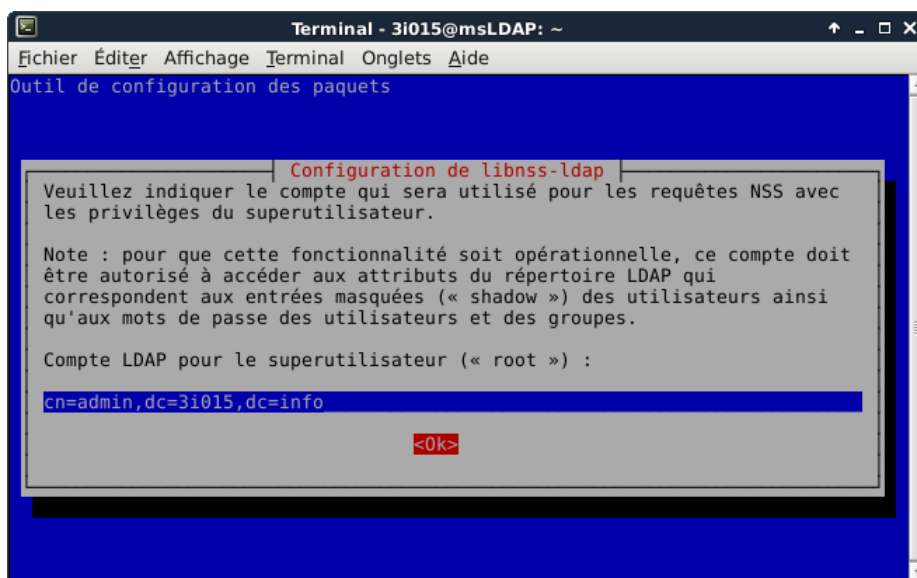 Terminal - 3i015@msLDAP: ~
Fichier Éditer Affichage Terminal Onglets Aide
Outil de configuration des paquets
Configuration de libnss-ldap
Veuillez indiquer le compte qui sera utilisé pour les requêtes NSS avec
les privilèges du superutilisateur.
Note : pour que cette fonctionnalité soit opérationnelle, ce compte doit
être autorisé à accéder aux attributs du répertoire LDAP qui
correspondent aux entrées masquées (« shadow ») des utilisateurs ainsi
qu'aux mots de passe des utilisateurs et des groupes.
Compte LDAP pour le superutilisateur (« root ») :
cn=admin,dc=3i015,dc=info
<Ok>